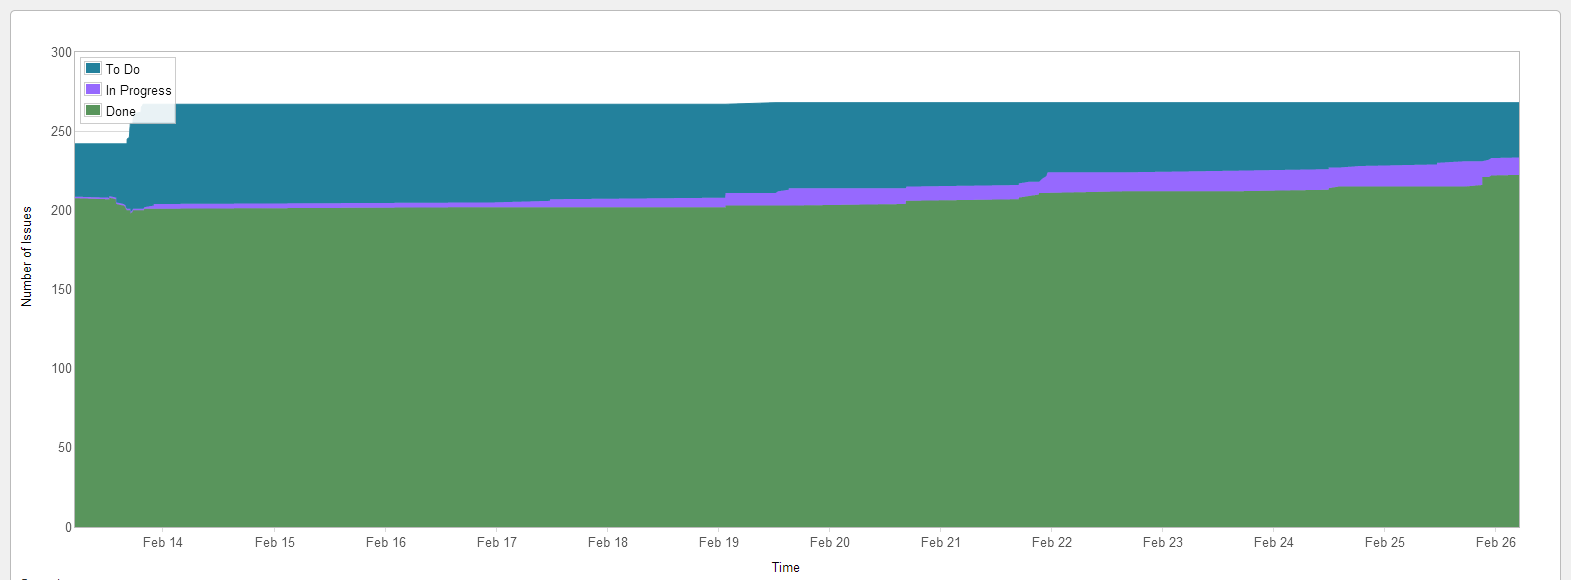 300
To Do
In Progress
Done
250
200
150
100
50
0
Number of Issues
Feb 14 Feb 15 Feb 16 Feb 17 Feb 18 Feb 19 Feb 20 Feb 21 Feb 22 Feb 23 Feb 24 Feb 25 Feb 26
Time